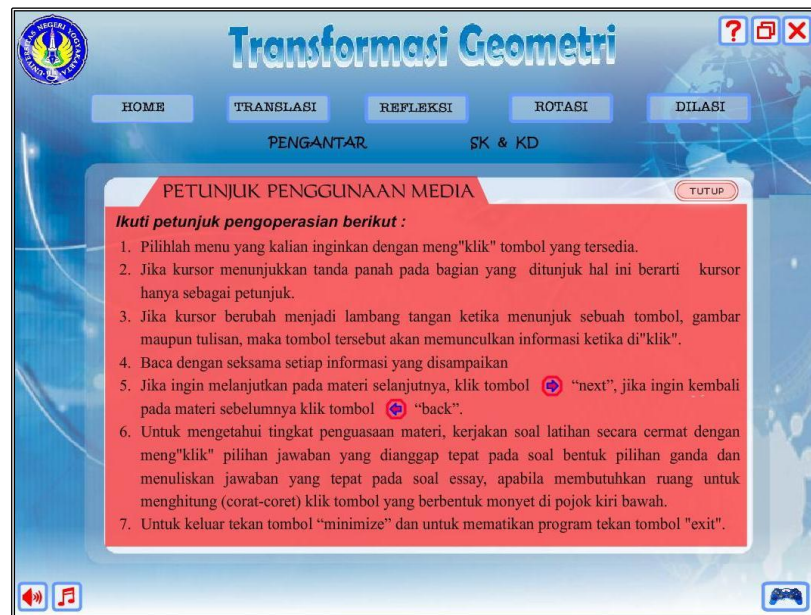 UNIVERSITAS NEGERI YOGYAKARTA
Transformasi Geometri
?
HOME
TRANSLASI
REFLEKSI
ROTASI
DILASI
PENGANTAR
SK & KD
PETUNJUK PENGGUNAAN MEDIA
TUTUP
Ikuti petunjuk pengoperasian berikut :
1. Pilihlah menu yang kalian inginkan dengan meng"klik" tombol yang tersedia.
2. Jika kursor menunjukkan tanda panah pada bagian yang ditunjuk hal ini berarti kursor
hanya sebagai petunjuk.
3. Jika kursor berubah menjadi lambang tangan ketika menunjuk sebuah tombol, gambar
maupun tulisan, maka tombol tersebut akan memunculkan informasi ketika di"klik".
4. Baca dengan seksama setiap informasi yang disampaikan
5. Jika ingin melanjutkan pada materi selanjutnya, klik tombol “next”, jika ingin kembali
pada materi sebelumnya klik tombol “back”.
6. Untuk mengetahui tingkat penguasaan materi, kerjakan soal latihan secara cermat dengan
meng"klik" pilihan jawaban yang dianggap tepat pada soal bentuk pilihan ganda dan
menuliskan jawaban yang tepat pada soal essay, apabila membutuhkan ruang untuk
menghitung (corat-coret) klik tombol yang berbentuk monyet di pojok kiri bawah.
7. Untuk keluar tekan tombol “minimize” dan untuk mematikan program tekan tombol "exit".